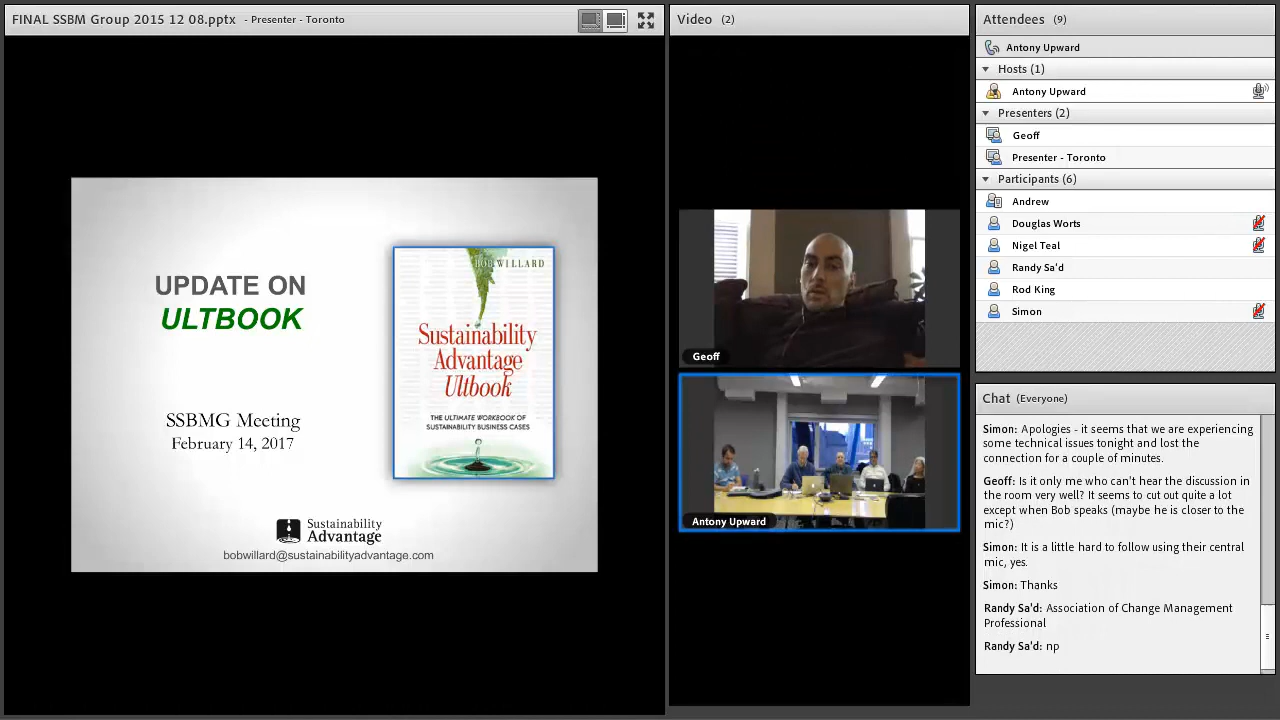 FINAL SSBM Group 2015 12 08.pptx - Presenter - Toronto
UPDATE ON
ULTBOOK
SSBMG Meeting
February 14, 2017
BOB WILLARD
Sustainability
Advantage
Ultbook
THE ULTIMATE WORKBOOK OF
SUSTAINABILITY BUSINESS CASES
Sustainability
Advantage
bobwillard@sustainabilityadvantage.com
Video (2)
Geoff
Antony Upward
Attendees (9)
Antony Upward
Hosts (1)
Antony Upward
Presenters (2)
Geoff
Presenter - Toronto
Participants (6)
Andrew
Douglas Worts
Nigel Teal
Randy Sa'd
Rod King
Simon
Chat (Everyone)
Simon: Apologies - it seems that we are experiencing
some technical issues tonight and lost the
connection for a couple of minutes.
Geoff: Is it only me who can't hear the discussion in
the room very well? It seems to cut out quite a lot
except when Bob speaks (maybe he is closer to the
mic?)
Simon: It is a little hard to follow using their central
mic, yes.
Simon: Thanks
Randy Sa'd: Association of Change Management
Professional
Randy Sa'd: np